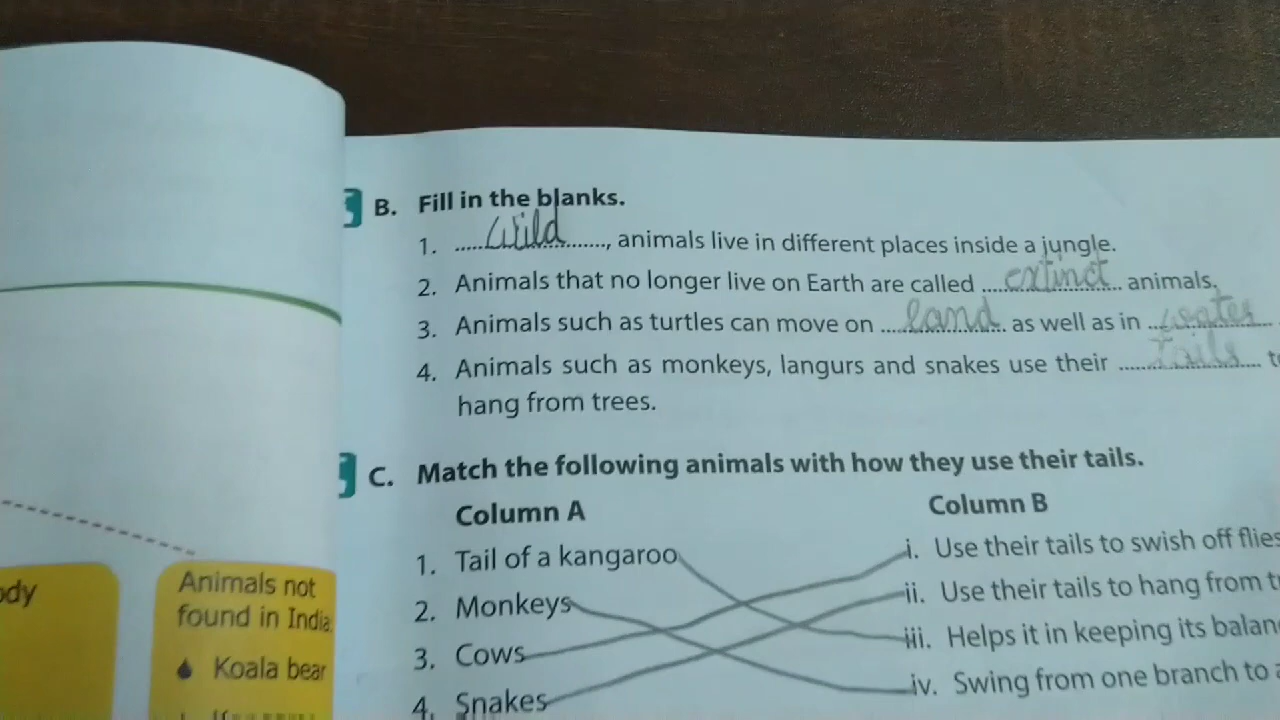 B. Fill in the blanks.
1. .....Wild.........., animals live in different places inside a jungle.
2. Animals that no longer live on Earth are called ....extinct.... animals.
3. Animals such as turtles can move on ....land.... as well as in ....water....
4. Animals such as monkeys, langurs and snakes use their ....tails....
hang from trees.
C. Match the following animals with how they use their tails.
Column A Column B
1. Tail of a kangaroo i. Use their tails to swish off flies
2. Monkeys ii. Use their tails to hang from
3. Cows iii. Helps it in keeping its
4. Snakes iv. Swing from one branch to
Animals not
found in India
Koala bear